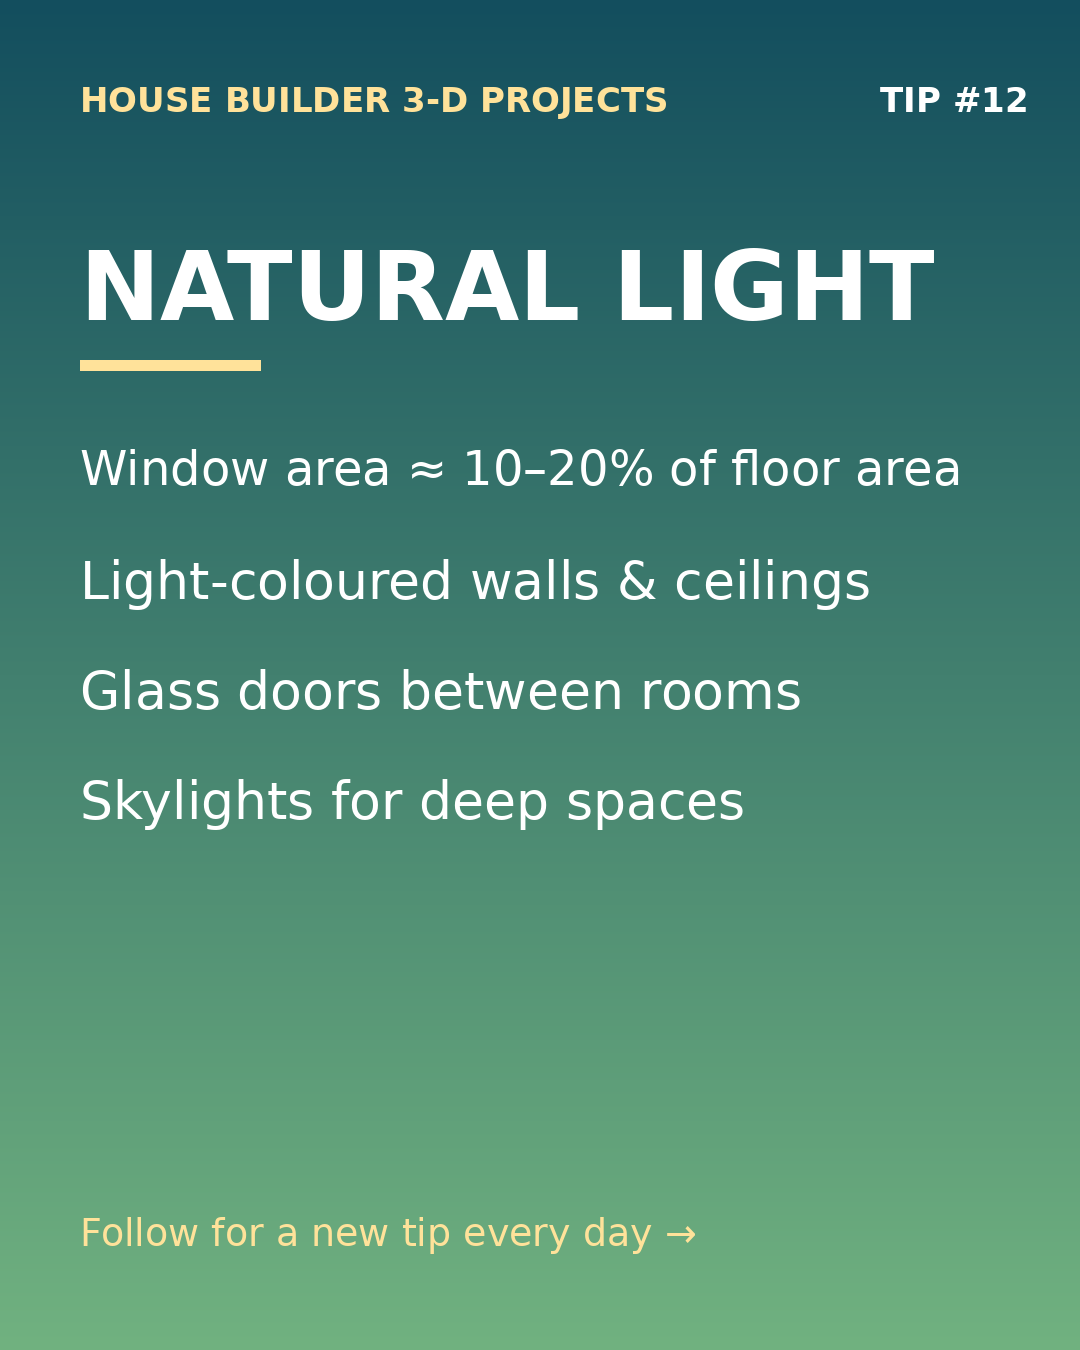 HOUSE BUILDER 3-D PROJECTS
TIP #12
NATURAL LIGHT
Window area ≈ 10–20% of floor area
Light-coloured walls & ceilings
Glass doors between rooms
Skylights for deep spaces
Follow for a new tip every day →